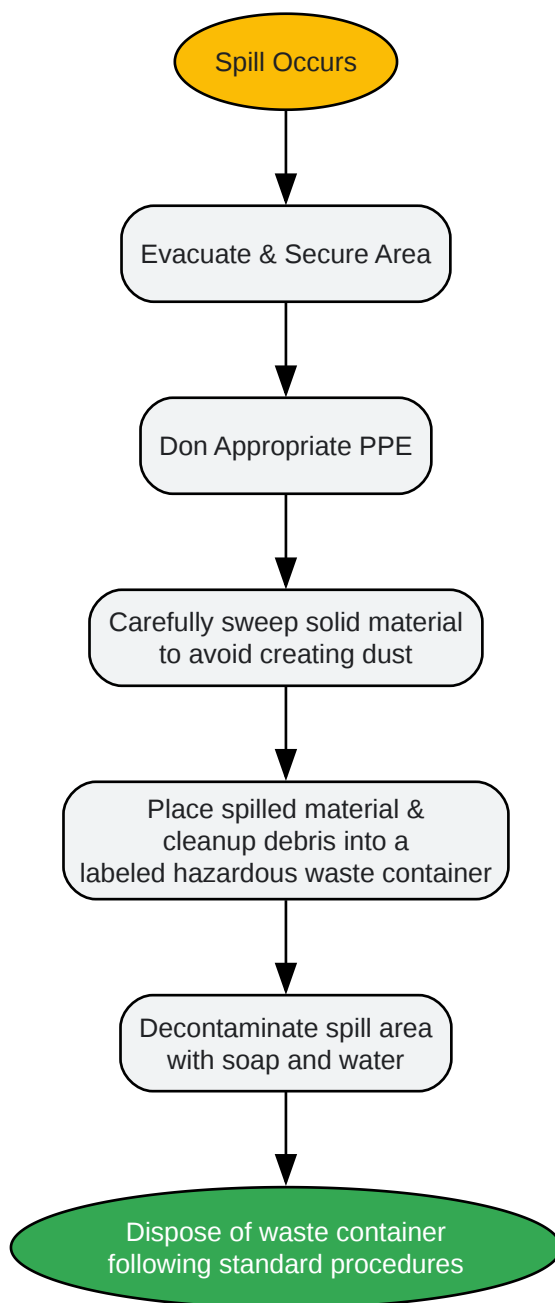 Spill Occurs
Evacuate & Secure Area
Don Appropriate PPE
Carefully sweep solid material
to avoid creating dust
Place spilled material &
cleanup debris into a
labeled hazardous waste container
Decontaminate spill area
with soap and water
Dispose of waste container
following standard procedures